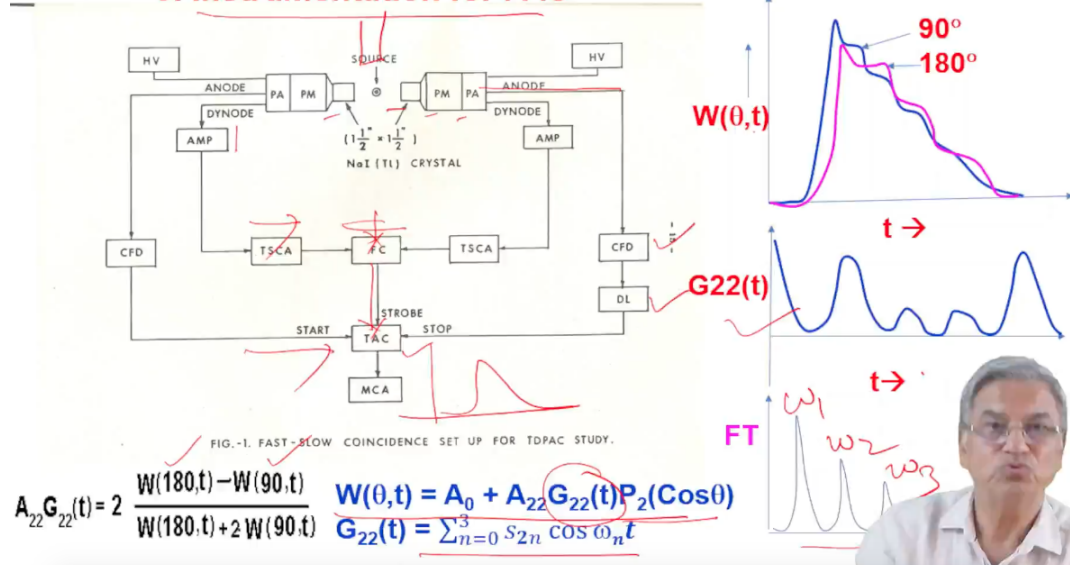 HV
SOURCE
HV
ANODE
PA
PM
PM
PA
ANODE
DYNODE
DYNODE
AMP
AMP
(1 1/2" × 1 1/2")
NaI (Tl) CRYSTAL
CFD
TSCA
FC
TSCA
CFD
DL
STROBE
START
TAC
STOP
MCA
FIG.-1. FAST-SLOW COINCIDENCE SET UP FOR TDPAC STUDY.
A₂₂G₂₂(t) = 2 W(180,t)−W(90,t) / W(180,t)+2W(90,t)
W(θ,t) = A₀ + A₂₂G₂₂(t)P₂(Cosθ)
G₂₂(t) = ∑³ₙ₌₀ s₂ₙ cos ωₙt
90°
180°
W(θ,t)
t→
G22(t)
t→
FT
ω1
ω2
ω3